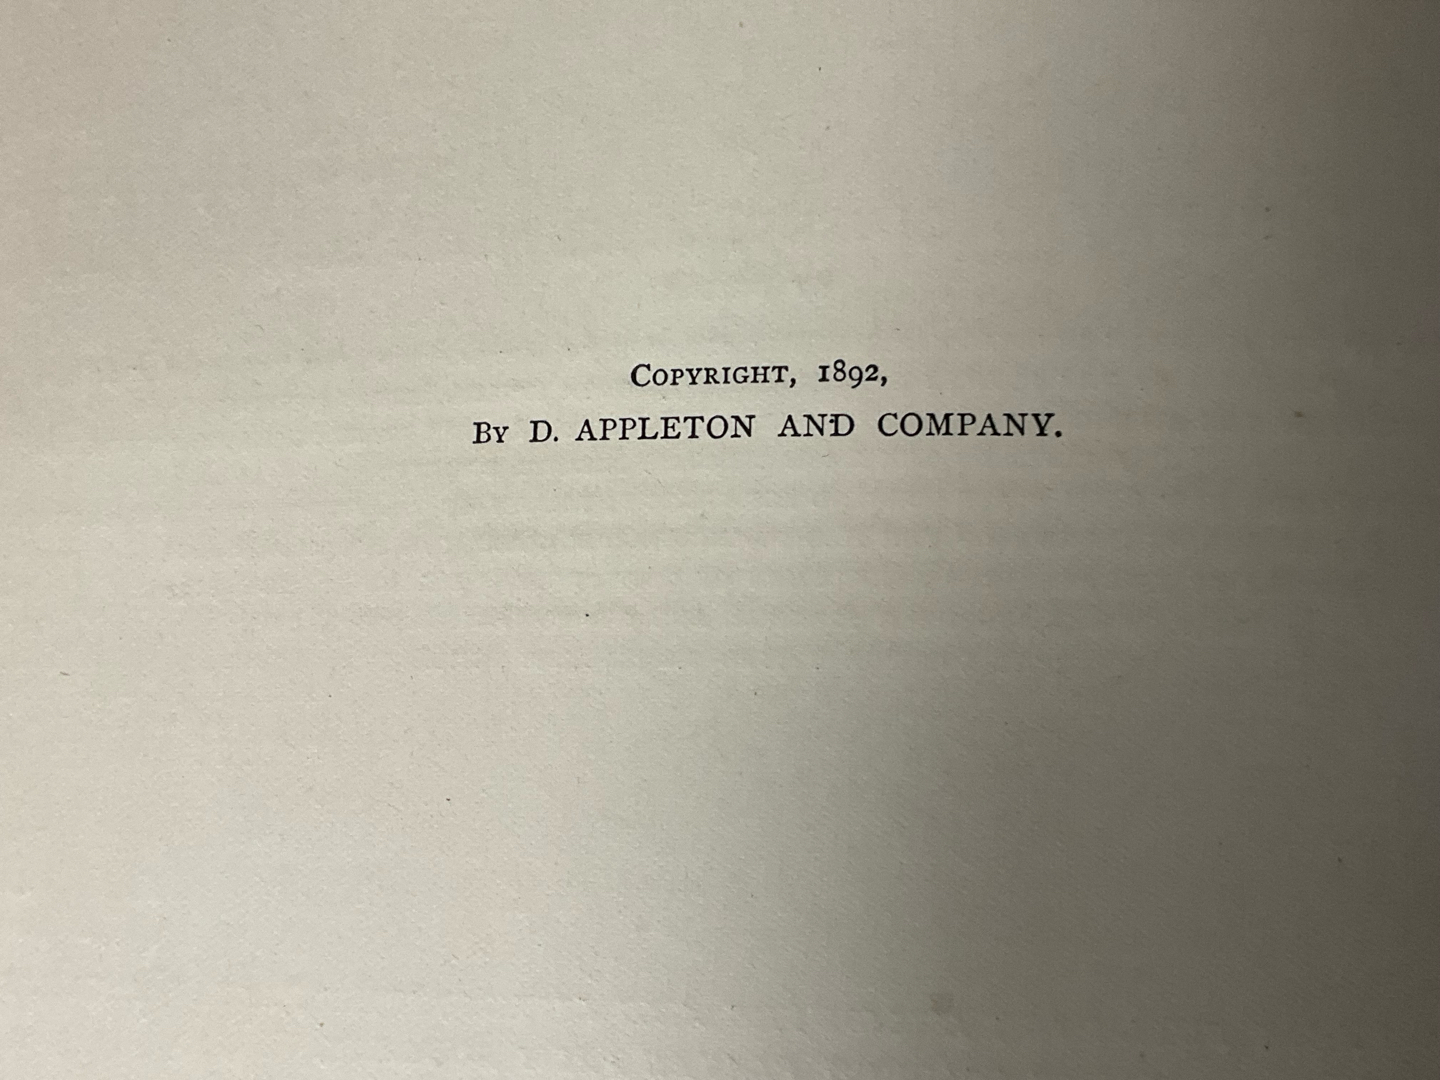 Copyright, 1892,
By D. APPLETON AND COMPANY.